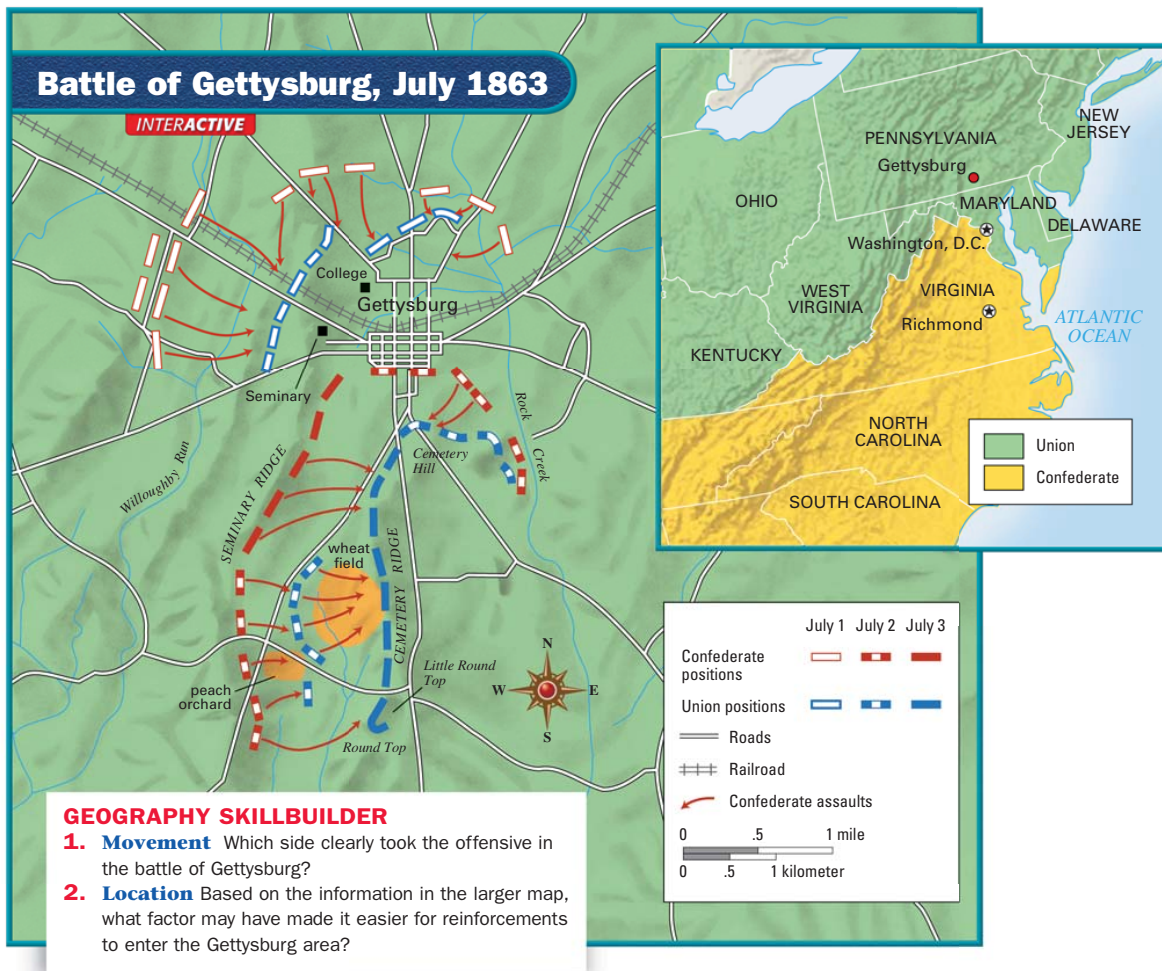 Battle of Gettysburg, July 1863
INTERACTIVE
College
Gettysburg
Seminary
Willoughby Run
SEMINARY RIDGE
Cemetery
Hill
Rock
Creek
wheat
field
CEMETERY RIDGE
peach
orchard
Little Round
Top
Round Top
N
W
E
S
PENNSYLVANIA
Gettysburg
NEW
JERSEY
OHIO
MARYLAND
DELAWARE
Washington, D.C.
WEST
VIRGINIA
VIRGINIA
Richmond
ATLANTIC
OCEAN
KENTUCKY
NORTH
CAROLINA
SOUTH CAROLINA
Union
Confederate
July 1 July 2 July 3
Confederate
positions
Union positions
Roads
Railroad
Confederate assaults
0 .5 1 mile
0 .5 1 kilometer
GEOGRAPHY SKILLBUILDER
1. Movement Which side clearly took the offensive in
the battle of Gettysburg?
2. Location Based on the information in the larger map,
what factor may have made it easier for reinforcements
to enter the Gettysburg area?